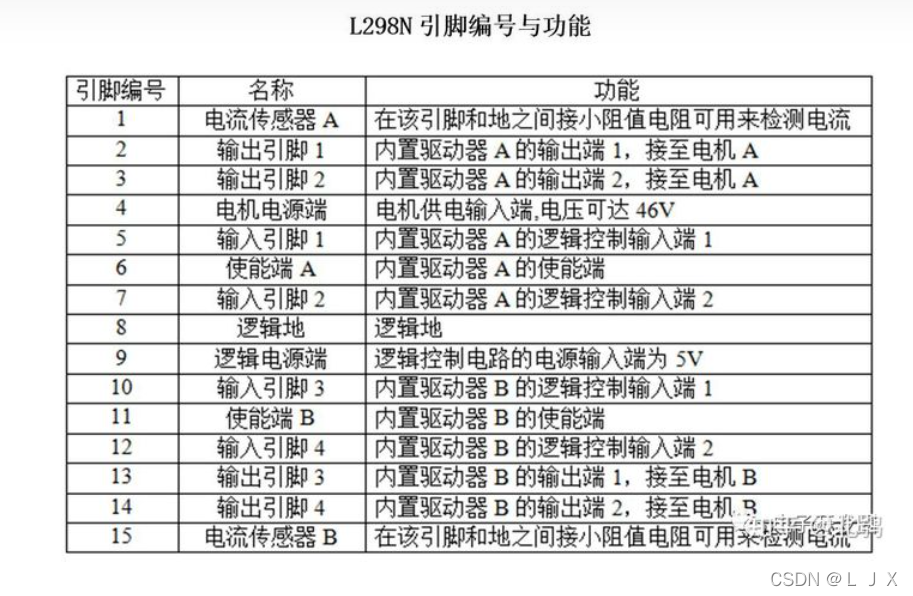 L298N 引脚编号与功能
引脚编号 名称 功能
1 电流传感器 A 在该引脚和地之间接小阻值电阻可用来检测电流
2 输出引脚 1 内置驱动器 A 的输出端 1，接至电机 A
3 输出引脚 2 内置驱动器 A 的输出端 2，接至电机 A
4 电机电源端 电机供电输入端,电压可达 46V
5 输入引脚 1 内置驱动器 A 的逻辑控制输入端 1
6 使能端 A 内置驱动器 A 的使能端
7 输入引脚 2 内置驱动器 A 的逻辑控制输入端 2
8 逻辑地 逻辑地
9 逻辑电源端 逻辑控制电路的电源输入端为 5V
10 输入引脚 3 内置驱动器 B 的逻辑控制输入端 1
11 使能端 B 内置驱动器 B 的使能端
12 输入引脚 4 内置驱动器 B 的逻辑控制输入端 2
13 输出引脚 3 内置驱动器 B 的输出端 1，接至电机 B
14 输出引脚 4 内置驱动器 B 的输出端 2，接至电机 B
15 电流传感器 B 在该引脚和地之间接小阻值电阻可用来检测电流
CSDN @L J X